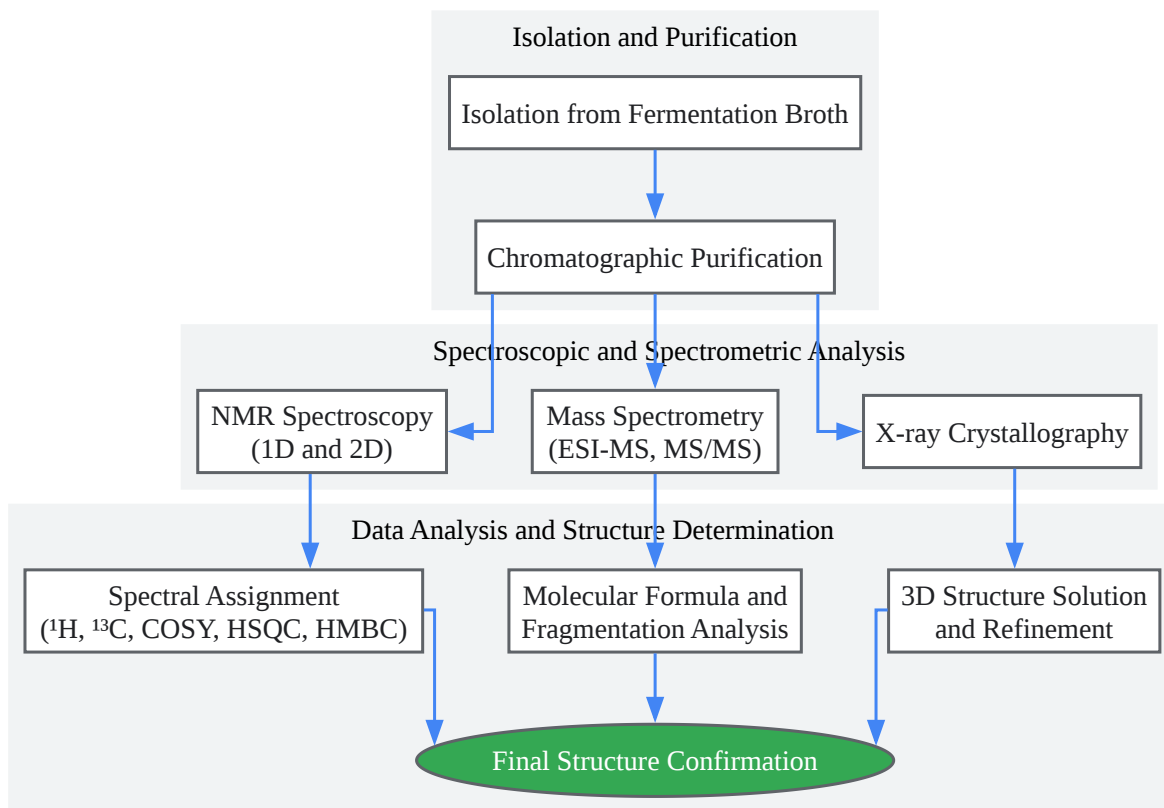 Isolation and Purification
Isolation from Fermentation Broth
Chromatographic Purification
Spectroscopic and Spectrometric Analysis
NMR Spectroscopy
(1D and 2D)
Mass Spectrometry
(ESI-MS, MS/MS)
X-ray Crystallography
Data Analysis and Structure Determination
Spectral Assignment
(¹H, ¹³C, COSY, HSQC, HMBC)
Molecular Formula and
Fragmentation Analysis
3D Structure Solution
and Refinement
Final Structure Confirmation